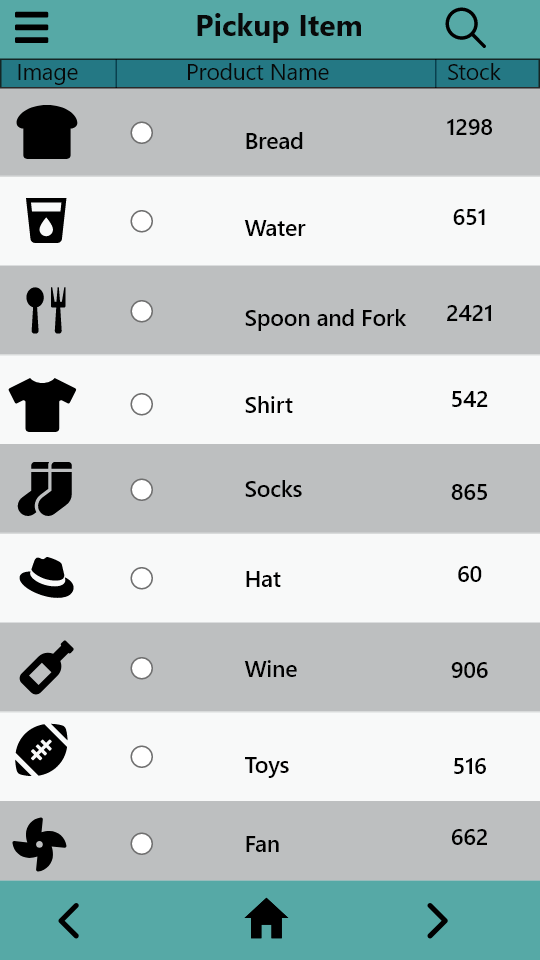 Pickup Item
Image Product Name Stock
Bread 1298
Water 651
Spoon and Fork 2421
Shirt 542
Socks 865
Hat 60
Wine 906
Toys 516
Fan 662